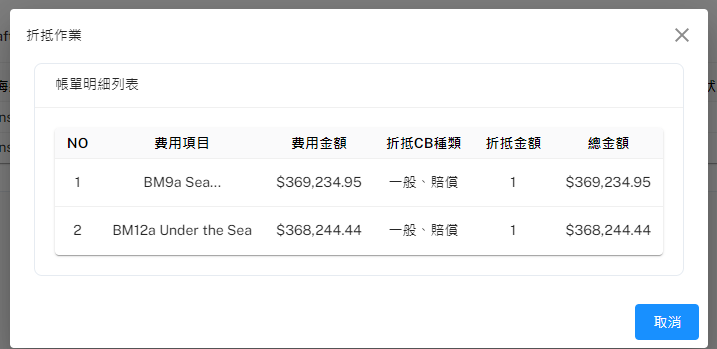 折抵作業
帳單明細列表
NO 費用項目 費用金額 折抵CB種類 折抵金額 總金額
1 BM9a Sea... $369,234.95 一般、賠償 1 $369,234.95
2 BM12a Under the Sea $368,244.44 一般、賠償 1 $368,244.44
取消